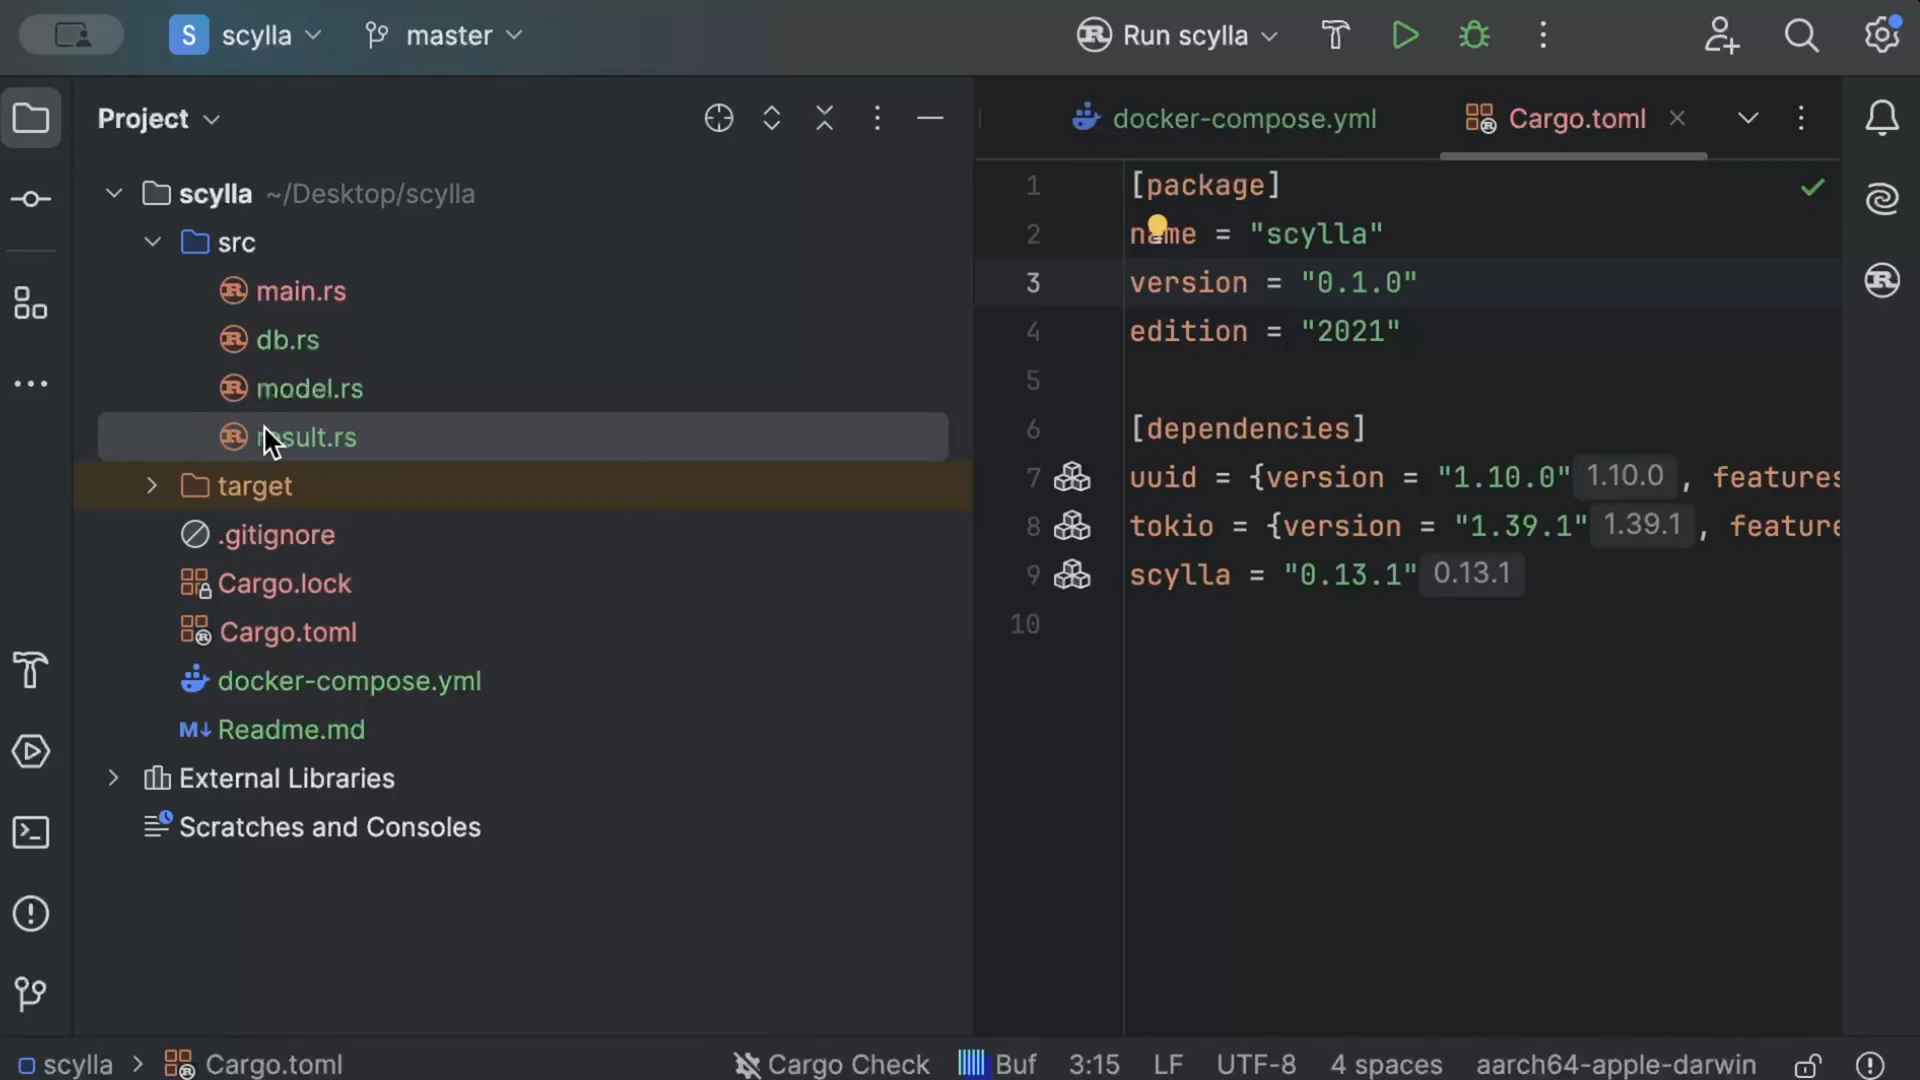 S scylla master Run scylla
Project
docker-compose.yml Cargo.toml
scylla ~/Desktop/scylla
src
main.rs
db.rs
model.rs
result.rs
target
.gitignore
Cargo.lock
Cargo.toml
docker-compose.yml
M↓ Readme.md
External Libraries
Scratches and Consoles
1 [package]
2 name = "scylla"
3 version = "0.1.0"
4 edition = "2021"
5
6 [dependencies]
7 uuid = {version = "1.10.0" 1.10.0 , features
8 tokio = {version = "1.39.1" 1.39.1 , feature
9 scylla = "0.13.1" 0.13.1
10
scylla > Cargo.toml Cargo Check Buf 3:15 LF UTF-8 4 spaces aarch64-apple-darwin